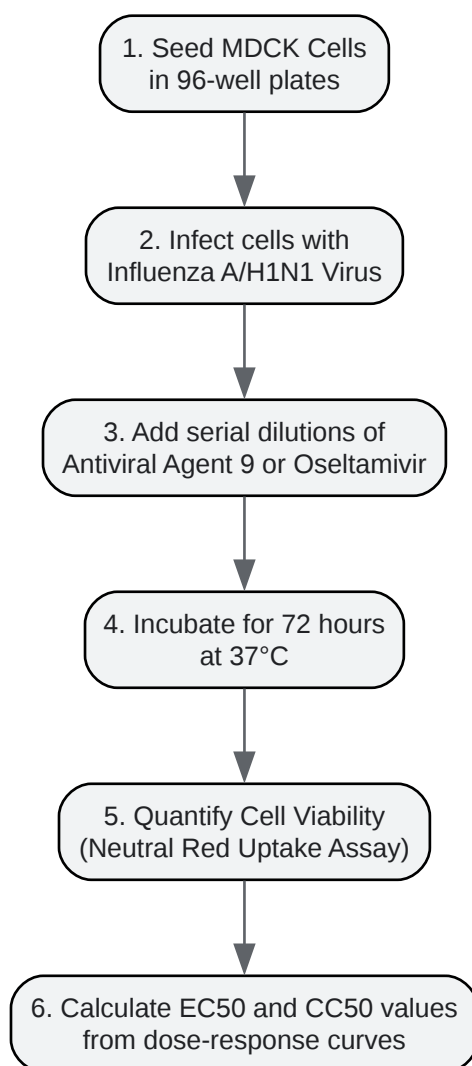 1. Seed MDCK Cells
in 96-well plates
2. Infect cells with
Influenza A/H1N1 Virus
3. Add serial dilutions of
Antiviral Agent 9 or Oseltamivir
4. Incubate for 72 hours
at 37°C
5. Quantify Cell Viability
(Neutral Red Uptake Assay)
6. Calculate EC50 and CC50 values
from dose-response curves